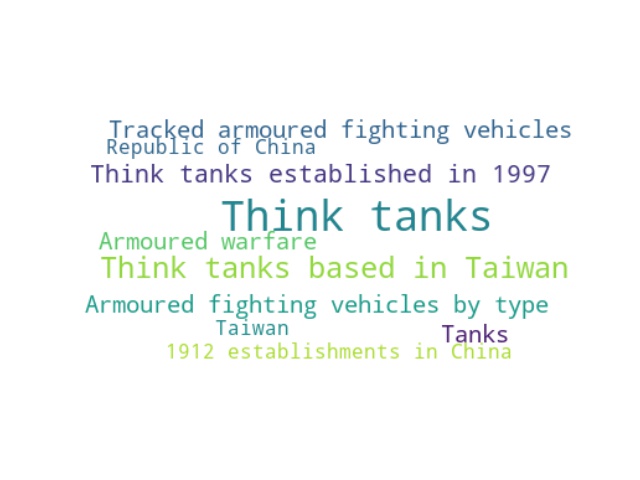 Tracked armoured fighting vehicles
Republic of China
Think tanks established in 1997
Think tanks
Armoured warfare
Think tanks based in Taiwan
Armoured fighting vehicles by type
Taiwan
Tanks
1912 establishments in China